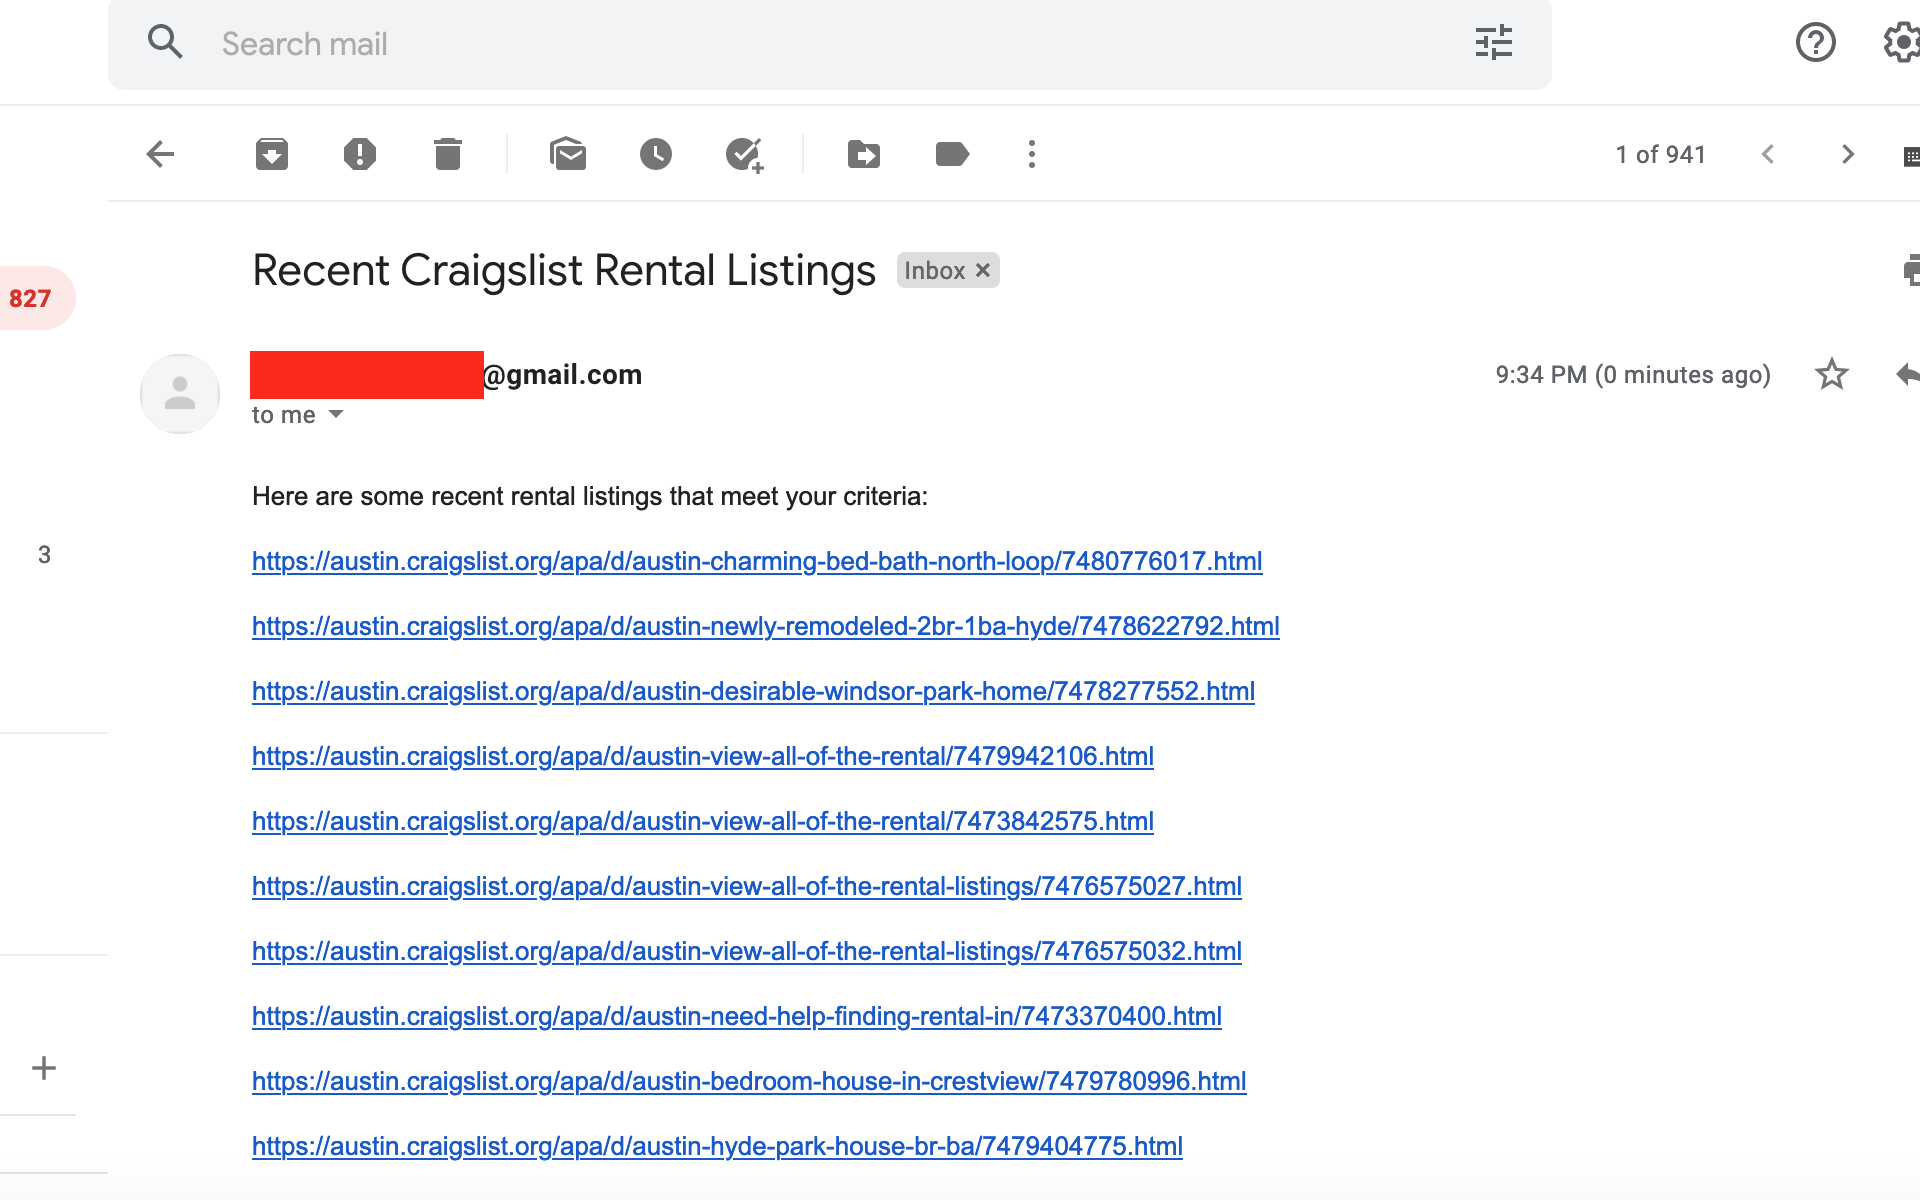 Search mail
1 of 941
Recent Craigslist Rental Listings Inbox ×
827
@gmail.com 9:34 PM (0 minutes ago)
to me
Here are some recent rental listings that meet your criteria:
https://austin.craigslist.org/apa/d/austin-charming-bed-bath-north-loop/7480776017.html
3
https://austin.craigslist.org/apa/d/austin-newly-remodeled-2br-1ba-hyde/7478622792.html
https://austin.craigslist.org/apa/d/austin-desirable-windsor-park-home/7478277552.html
https://austin.craigslist.org/apa/d/austin-view-all-of-the-rental/7479942106.html
https://austin.craigslist.org/apa/d/austin-view-all-of-the-rental/7473842575.html
https://austin.craigslist.org/apa/d/austin-view-all-of-the-rental-listings/7476575027.html
https://austin.craigslist.org/apa/d/austin-view-all-of-the-rental-listings/7476575032.html
https://austin.craigslist.org/apa/d/austin-need-help-finding-rental-in/7473370400.html
https://austin.craigslist.org/apa/d/austin-bedroom-house-in-crestview/7479780996.html
https://austin.craigslist.org/apa/d/austin-hyde-park-house-br-ba/7479404775.html